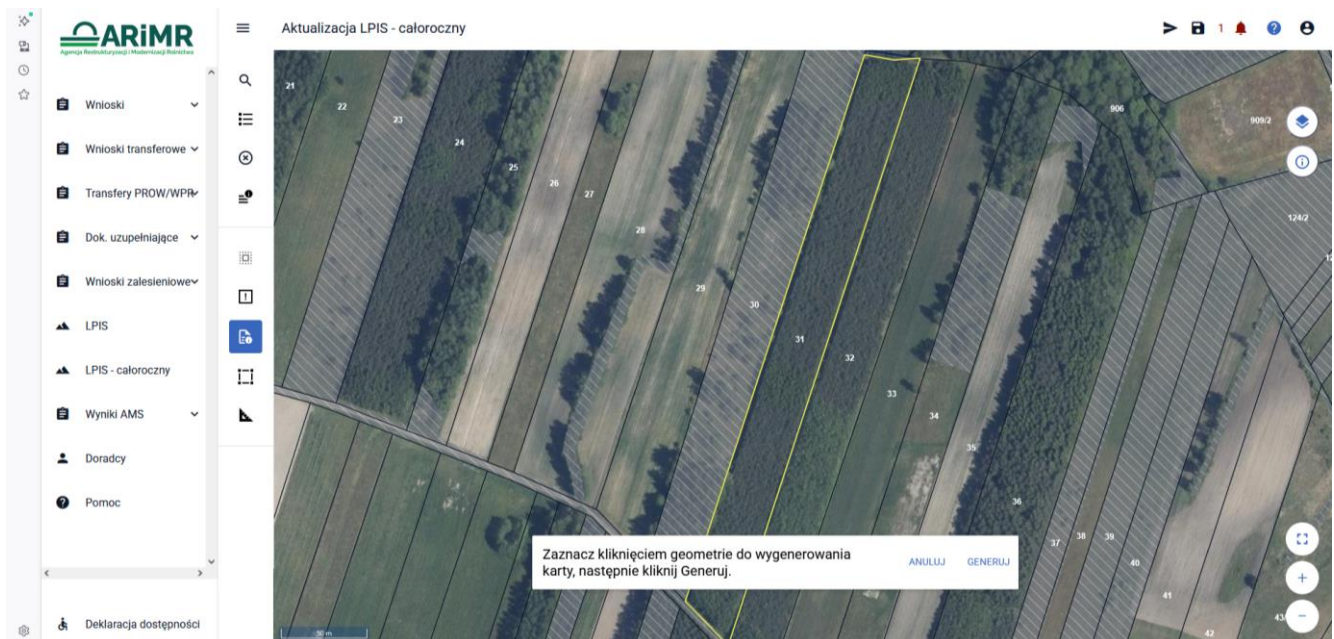 ARiMR
Agencja Restrukturyzacji i Modernizacji Rolnictwa
Aktualizacja LPIS - całoroczny
1
Wnioski
Wnioski transferowe
Transfery PROW/WPR
Dok. uzupełniające
Wnioski zalesieniowe
LPIS
LPIS - całoroczny
Wyniki AMS
Doradcy
Pomoc
Deklaracja dostępności
21
22
23
24
25
26
27
28
29
30
31
32
33
34
35
36
37
38
39
40
41
42
906
909/2
124/2
Zaznacz kliknięciem geometrie do wygenerowania
karty, następnie kliknij Generuj.
ANULUJ GENERUJ
30 m